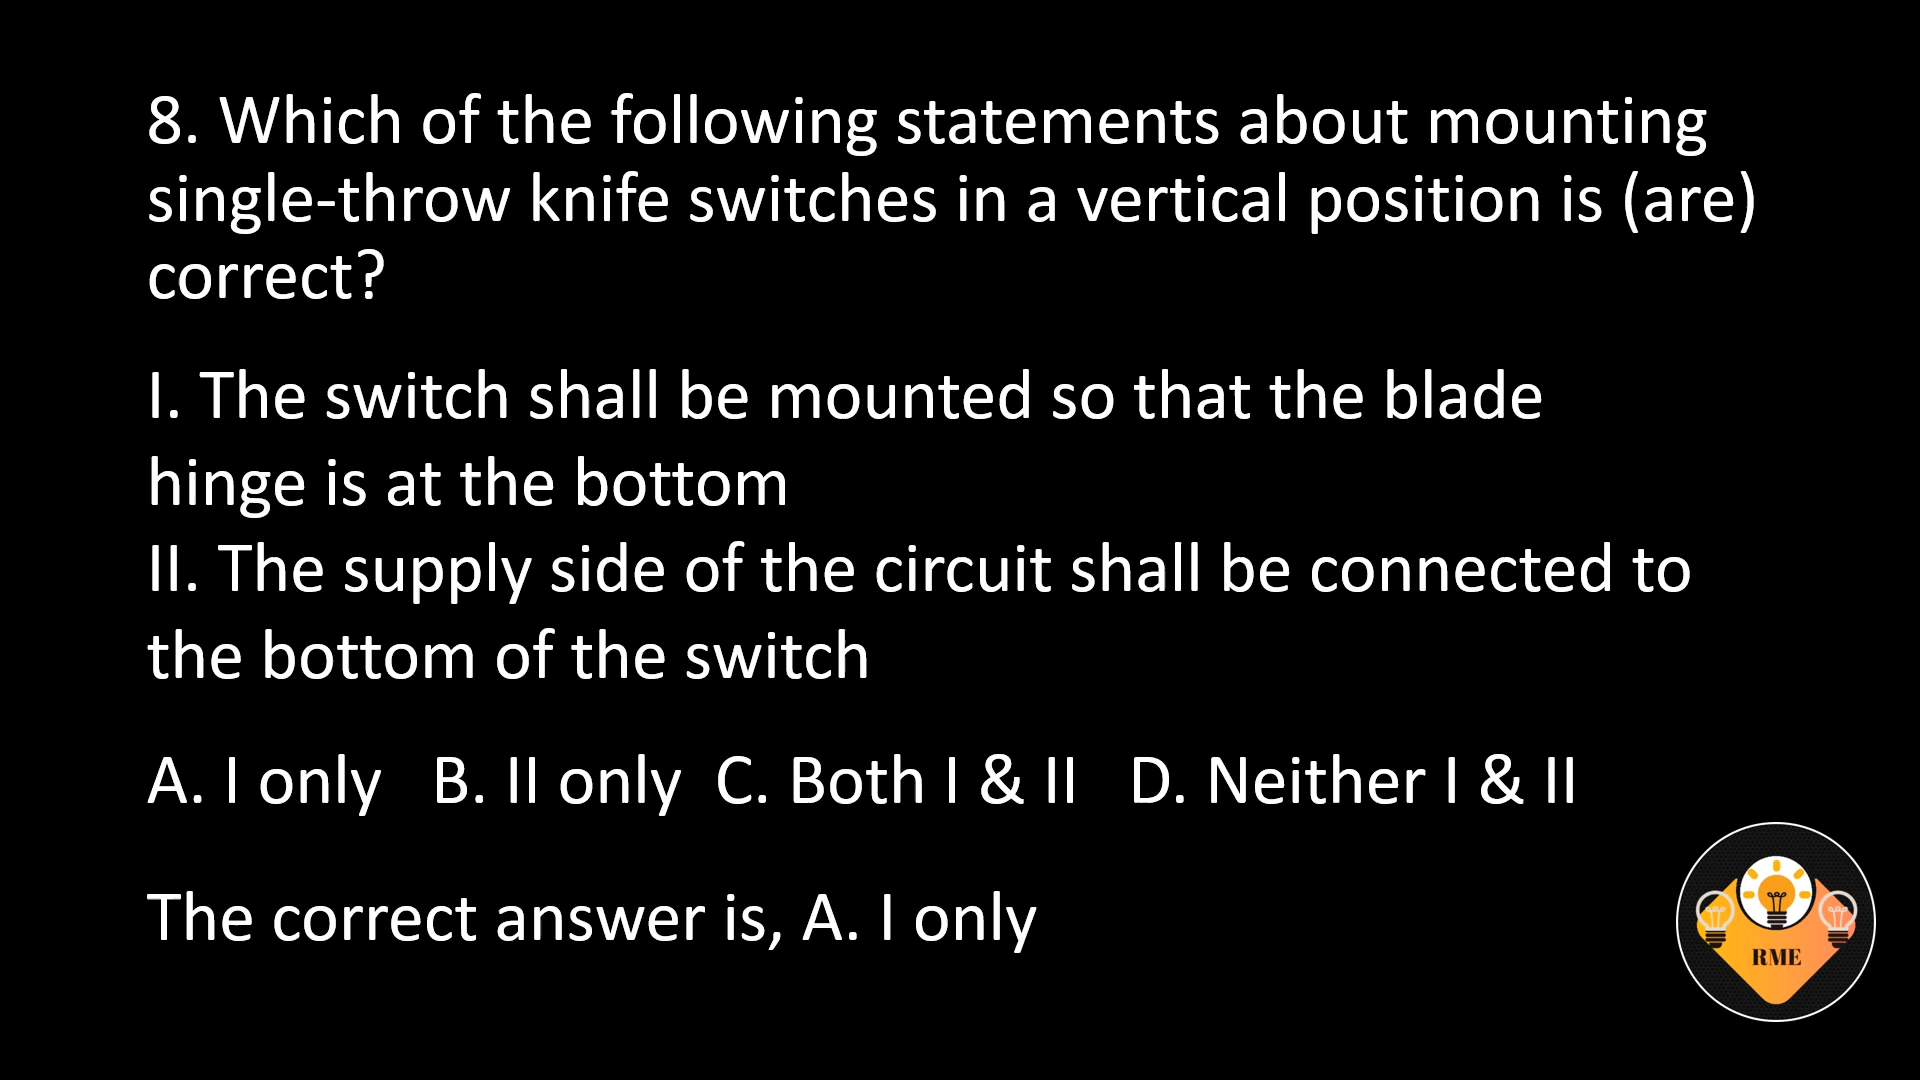 8. Which of the following statements about mounting
single-throw knife switches in a vertical position is (are)
correct?
I. The switch shall be mounted so that the blade
hinge is at the bottom
II. The supply side of the circuit shall be connected to
the bottom of the switch
A. I only   B. II only  C. Both I & II   D. Neither I & II
The correct answer is, A. I only
RME